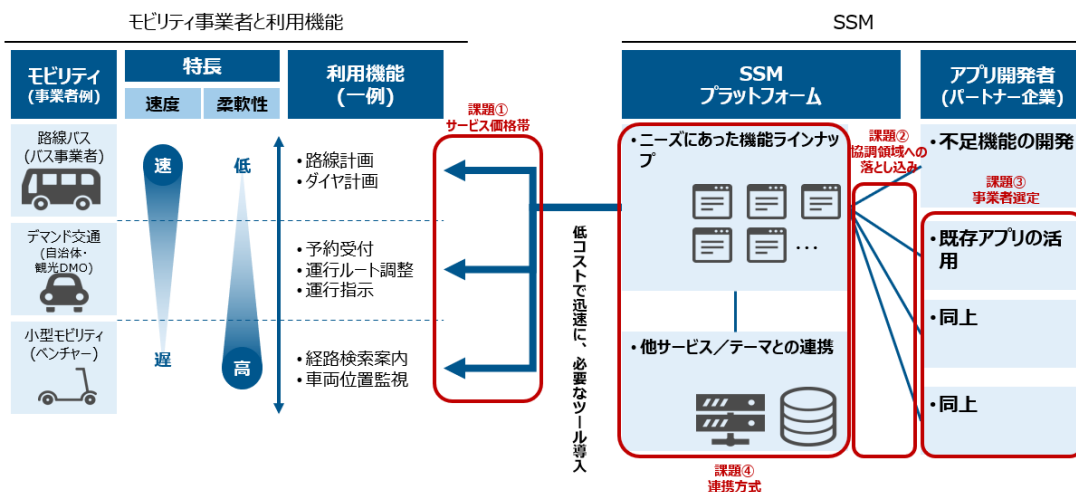 モビリティ事業者と利用機能
SSM
モビリティ
(事業者例)
特長
速度
柔軟性
利用機能
(一例)
路線バス
(バス事業者)
速
低
・路線計画
・ダイヤ計画
デマンド交通
(自治体・
観光DMO)
・予約受付
・運行ルート調整
・運行指示
小型モビリティ
(ベンチャー)
遅
高
・経路検索案内
・車両位置監視
課題①
サービス価格帯
低コストで迅速に、必要なツール導入
SSM
プラットフォーム
・ニーズにあった機能ラインナッ
プ
…
・他サービス／テーマとの連携
課題④
連携方式
課題②
協調領域への
落とし込み
アプリ開発者
(パートナー企業)
・不足機能の開発
課題③
事業者選定
・既存アプリの活
用
・同上
・同上